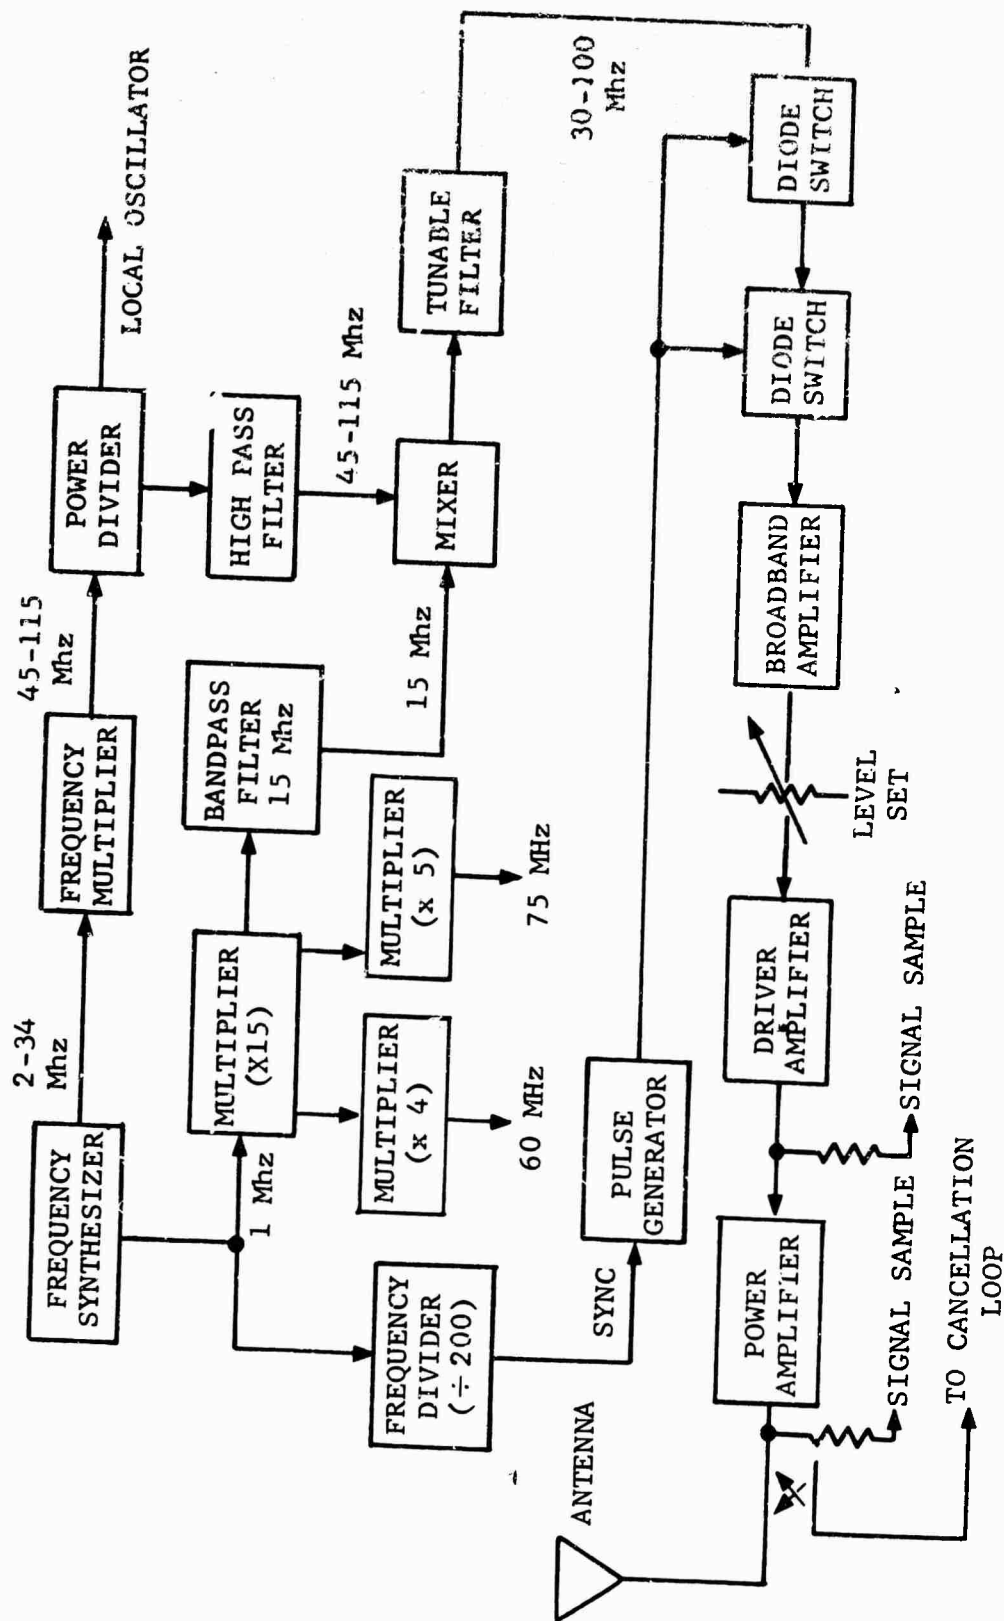 FREQUENCY
SYNTHESIZER
2-34
Mhz
FREQUENCY
MULTIPLIER
45-115
Mhz
POWER
DIVIDER
LOCAL OSCILLATOR
1 Mhz
MULTIPLIER
(X15)
BANDPASS
FILTER
15 Mhz
HIGH PASS
FILTER
45-115 Mhz
FREQUENCY
DIVIDER
(÷200)
MULTIPLIER
(x 4)
60 MHz
MULTIPLIER
(x 5)
75 MHz
15 Mhz
MIXER
TUNABLE
FILTER
30-100
Mhz
SYNC
PULSE
GENERATOR
ANTENNA
POWER
AMPLIFIER
DRIVER
AMPLIFIER
LEVEL
SET
BROADBAND
AMPLIFIER
DIODE
SWITCH
DIODE
SWITCH
SIGNAL SAMPLE
SIGNAL SAMPLE
TO CANCELLATION
LOOP